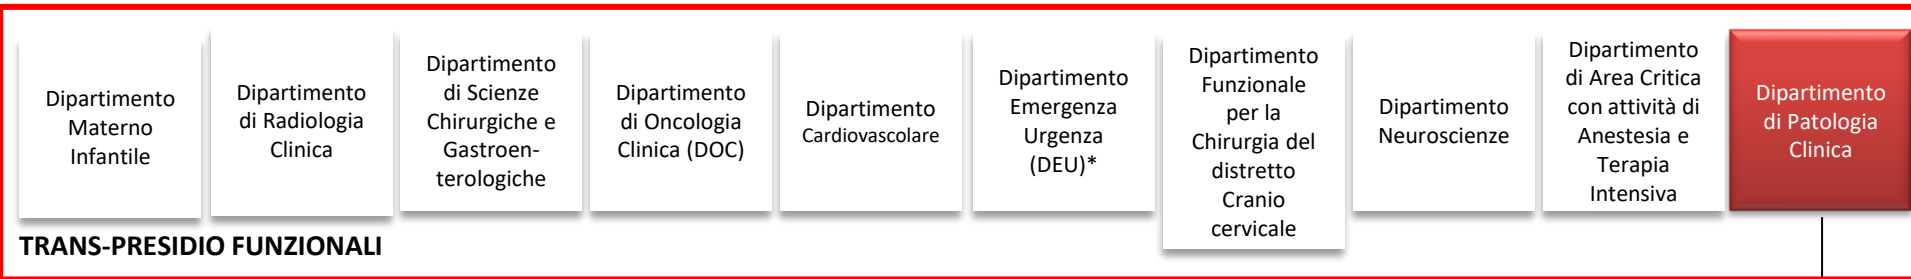 Dipartimento
Materno
Infantile
Dipartimento
di Radiologia
Clinica
Dipartimento
di Scienze
Chirurgiche e
Gastroen-
terologiche
Dipartimento
di Oncologia
Clinica (DOC)
Dipartimento
Cardiovascolare
Dipartimento
Emergenza
Urgenza
(DEU)*
Dipartimento
Funzionale
per la
Chirurgia del
distretto
Cranio
cervicale
Dipartimento
Neuroscienze
Dipartimento
di Area Critica
con attività di
Anestesia e
Terapia
Intensiva
Dipartimento
di Patologia
Clinica
TRANS-PRESIDIO FUNZIONALI